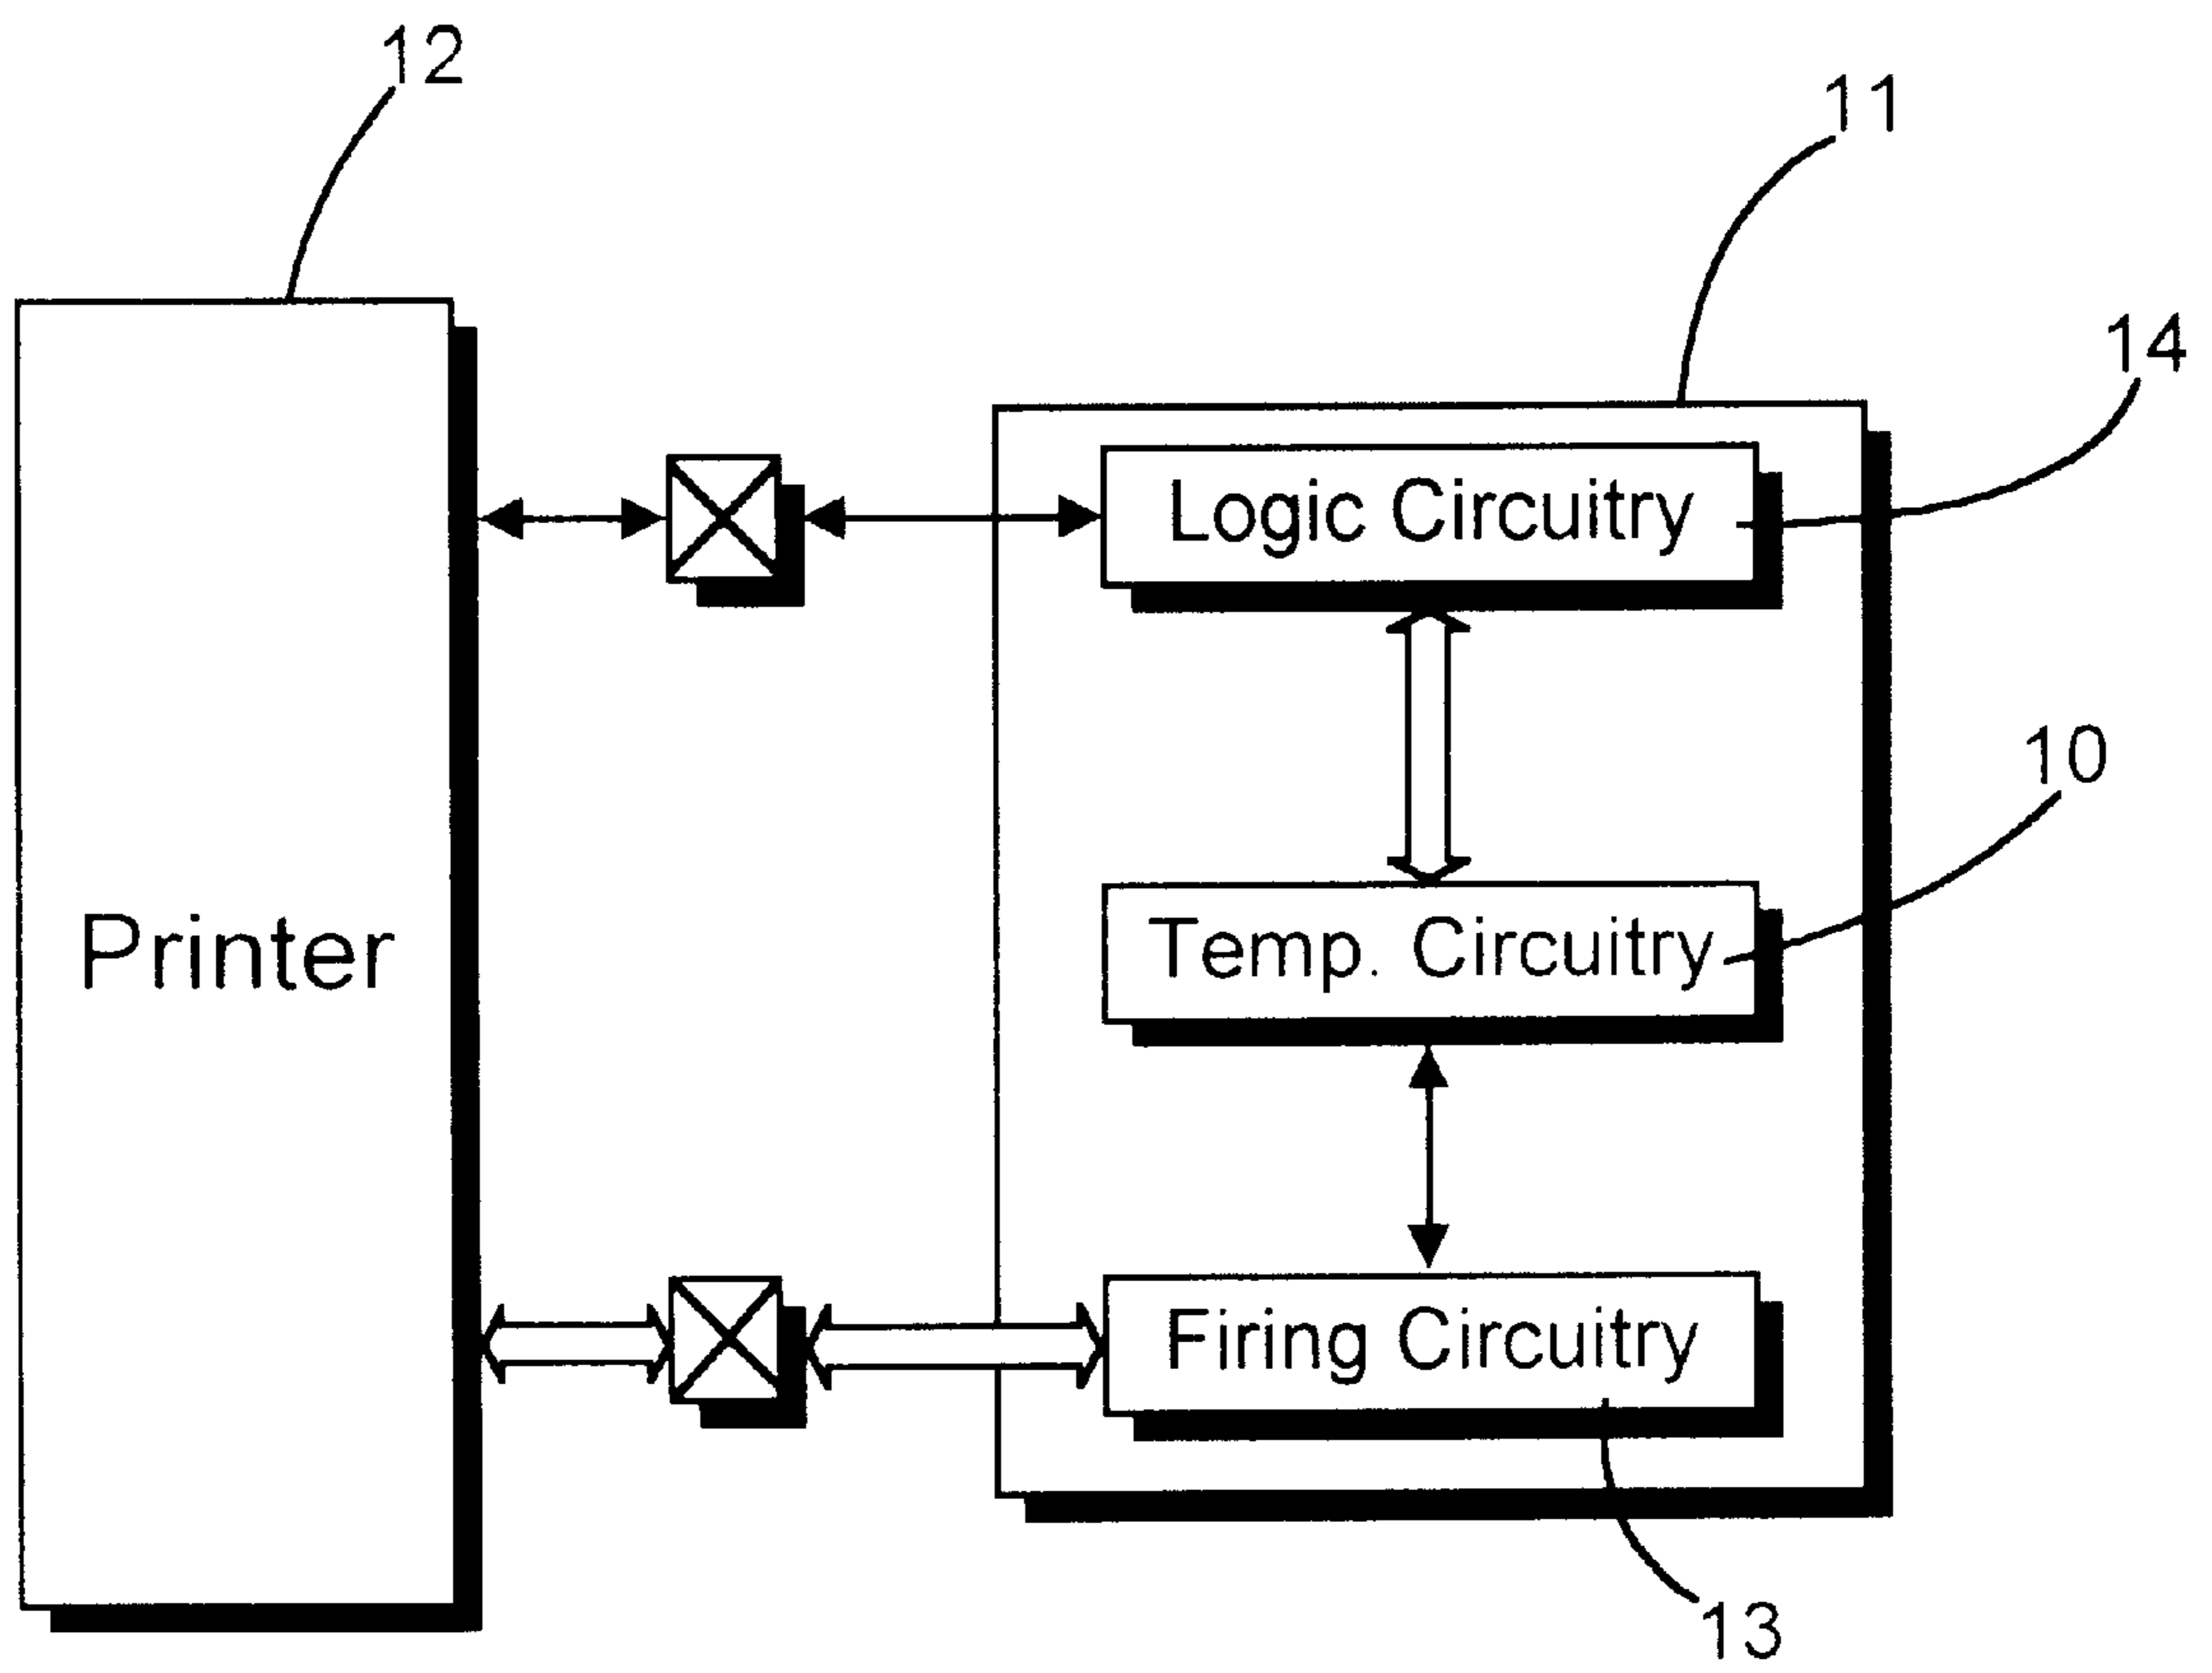 12
11
14
Logic Circuitry
10
Printer
Temp. Circuitry
Firing Circuitry
13